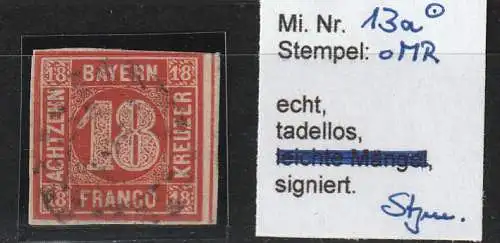 18 BAYERN 18
ACHTZEHN
18
KREUZER
18 FRANCO 18
Mi. Nr. 13a ⊙
Stempel: oMR
echt,
tadellos,
leichte Mängel,
signiert.